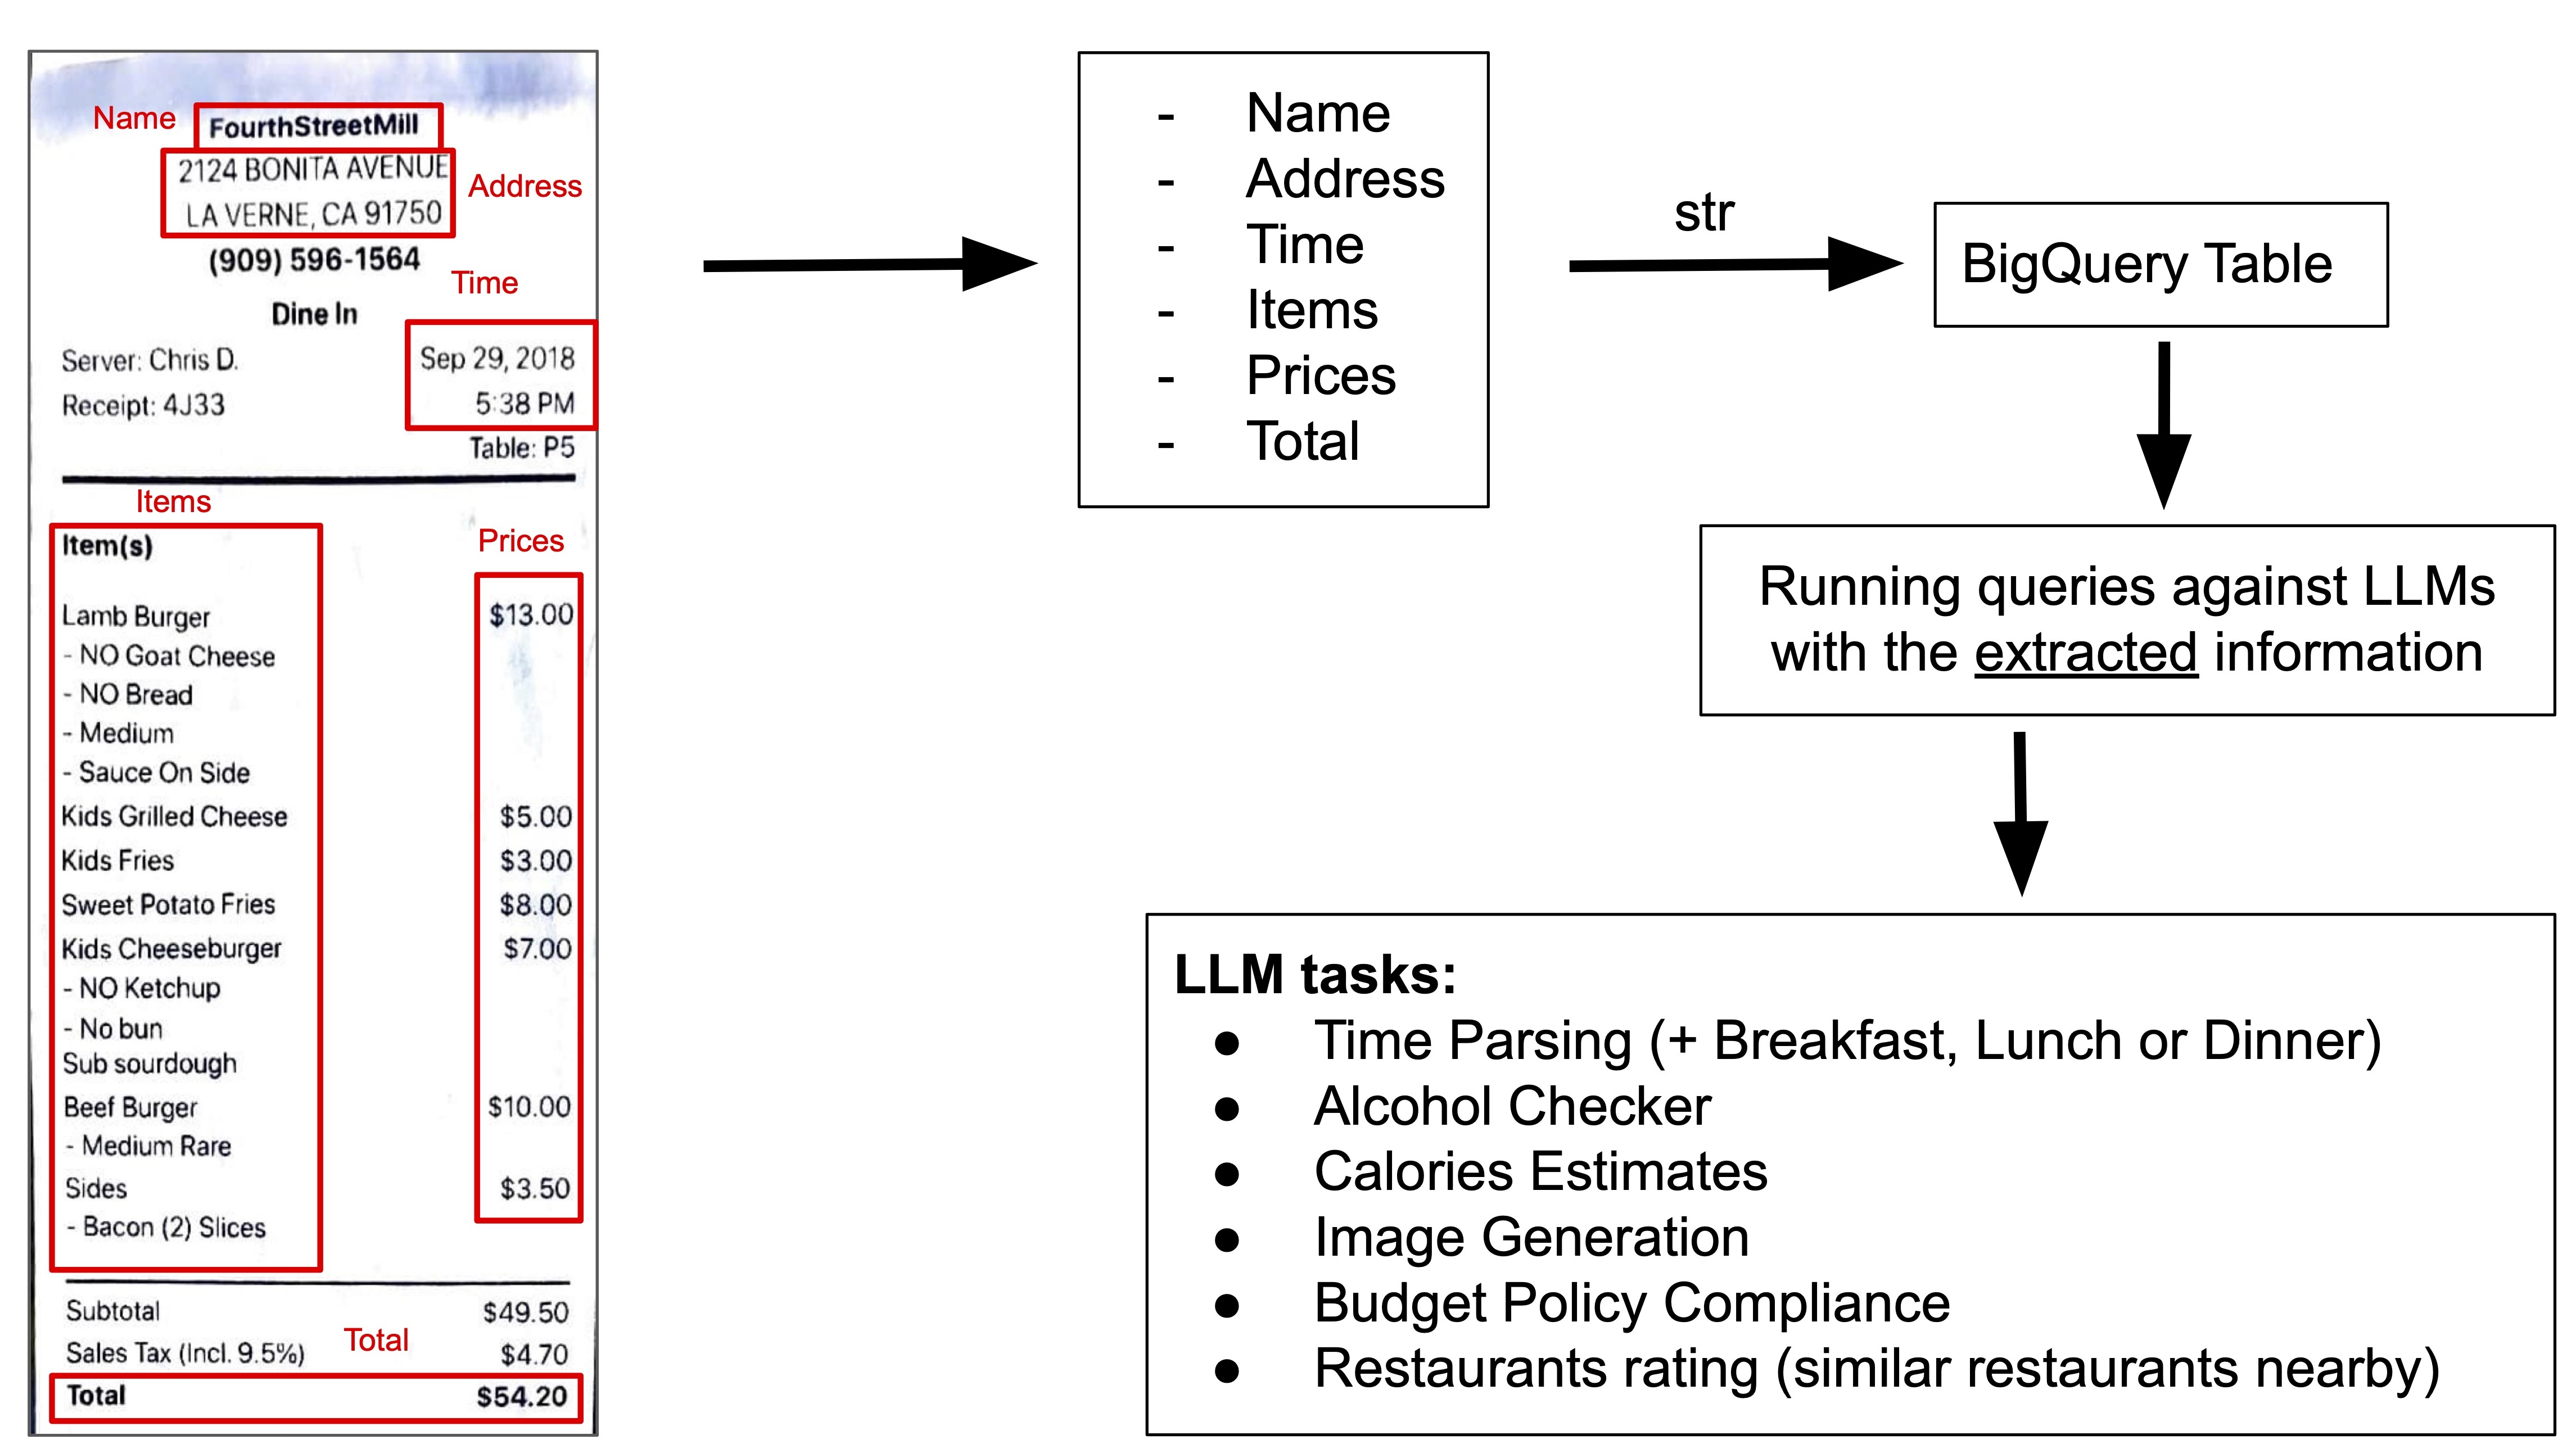 Name
FourthStreetMill
2124 BONITA AVENUE
LA VERNE, CA 91750
Address
(909) 596-1564
Time
Dine In
Server: Chris D.
Sep 29, 2018
Receipt: 4J33
5:38 PM
Table: P5
Items
Prices
Item(s)
Lamb Burger $13.00
- NO Goat Cheese
- NO Bread
- Medium
- Sauce On Side
Kids Grilled Cheese $5.00
Kids Fries $3.00
Sweet Potato Fries $8.00
Kids Cheeseburger $7.00
- NO Ketchup
- No bun
Sub sourdough
Beef Burger $10.00
- Medium Rare
Sides $3.50
- Bacon (2) Slices
Subtotal $49.50
Total
Sales Tax (Incl. 9.5%) $4.70
Total $54.20
- Name
- Address
- Time
- Items
- Prices
- Total
str
BigQuery Table
Running queries against LLMs
with the extracted information
LLM tasks:
● Time Parsing (+ Breakfast, Lunch or Dinner)
● Alcohol Checker
● Calories Estimates
● Image Generation
● Budget Policy Compliance
● Restaurants rating (similar restaurants nearby)